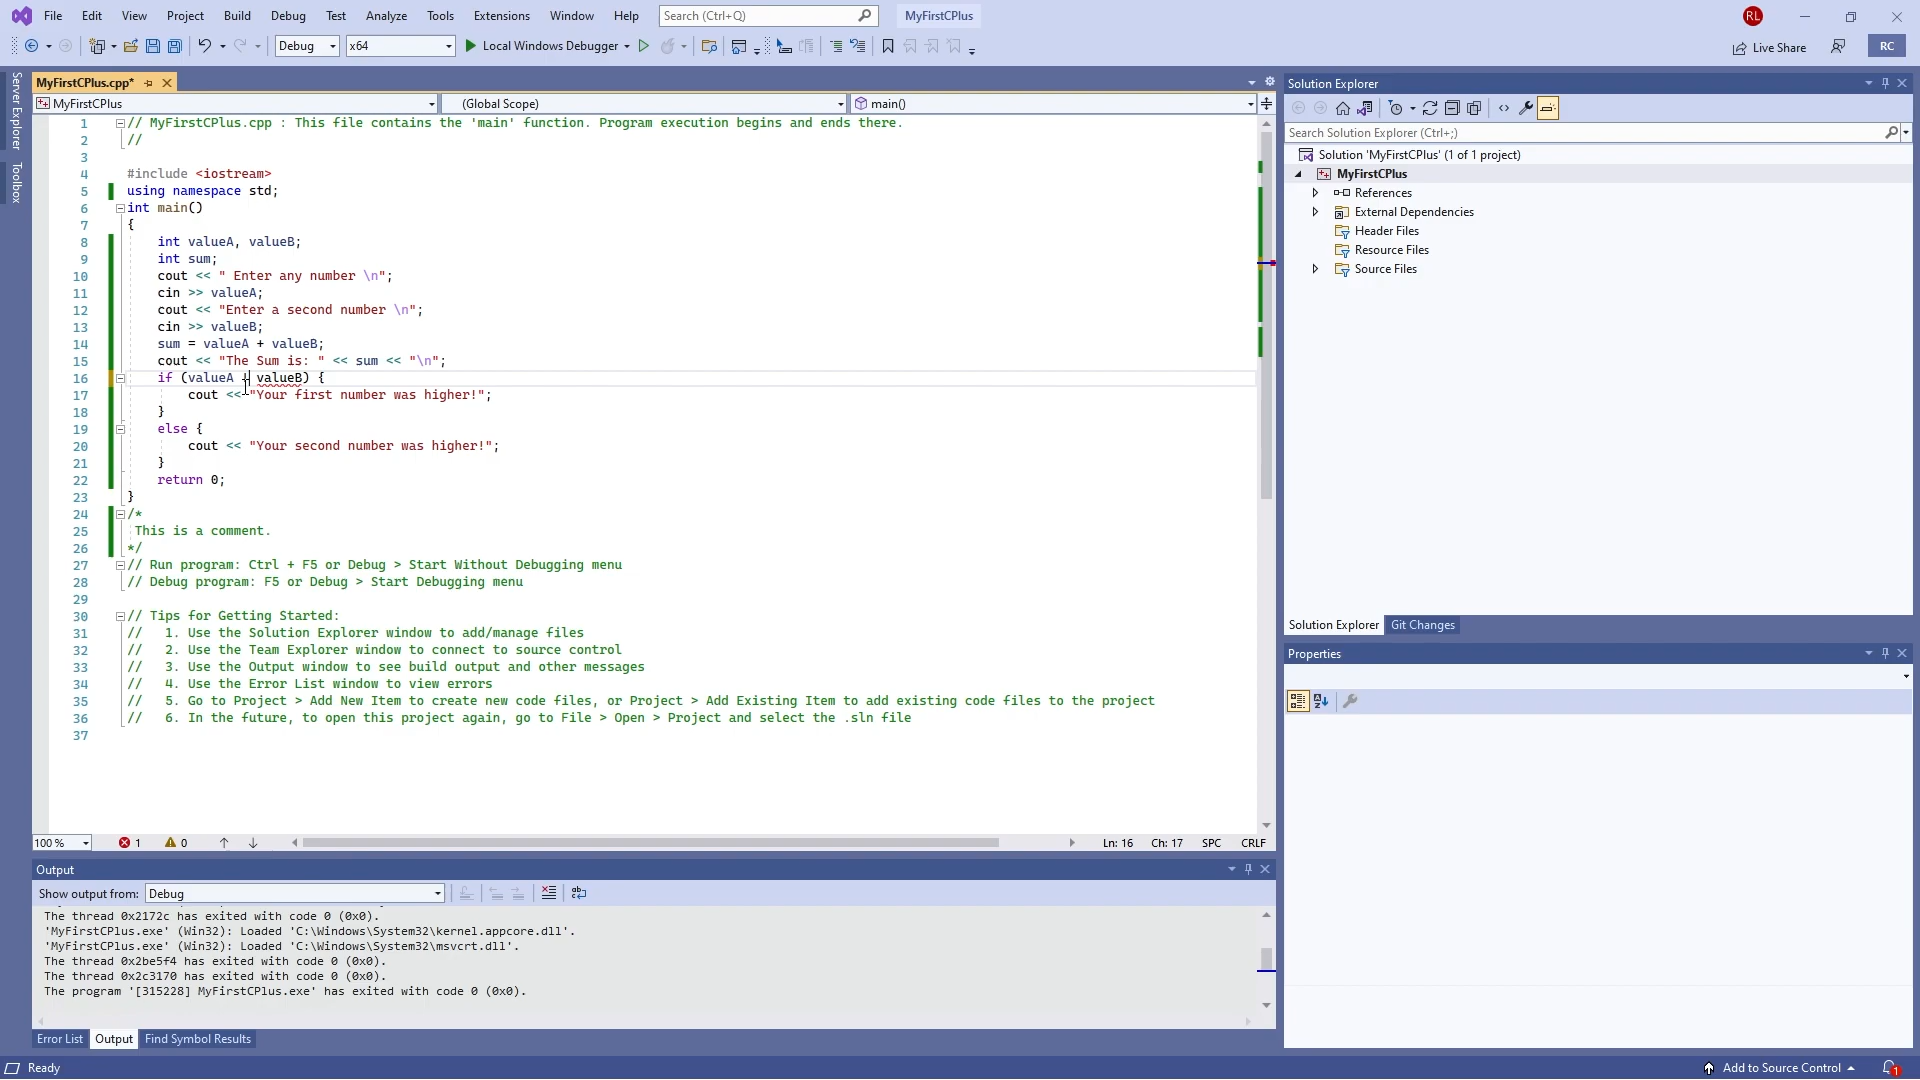 File Edit View Project Build Debug Test Analyze Tools Extensions Window Help Search (Ctrl+Q) MyFirstCPlus RL
Debug x64 Local Windows Debugger Live Share RC
Server Explorer
Toolbox
MyFirstCPlus.cpp*
MyFirstCPlus (Global Scope) main()
1 // MyFirstCPlus.cpp : This file contains the 'main' function. Program execution begins and ends there.
2 //
3
4 #include <iostream>
5 using namespace std;
6 int main()
7 {
8 int valueA, valueB;
9 int sum;
10 cout << " Enter any number \n";
11 cin >> valueA;
12 cout << "Enter a second number \n";
13 cin >> valueB;
14 sum = valueA + valueB;
15 cout << "The Sum is: " << sum << "\n";
16 if (valueA valueB) {
17 cout << "Your first number was higher!";
18 }
19 else {
20 cout << "Your second number was higher!";
21 }
22 return 0;
23 }
24 /*
25 This is a comment.
26 */
27 // Run program: Ctrl + F5 or Debug > Start Without Debugging menu
28 // Debug program: F5 or Debug > Start Debugging menu
29
30 // Tips for Getting Started:
31 // 1. Use the Solution Explorer window to add/manage files
32 // 2. Use the Team Explorer window to connect to source control
33 // 3. Use the Output window to see build output and other messages
34 // 4. Use the Error List window to view errors
35 // 5. Go to Project > Add New Item to create new code files, or Project > Add Existing Item to add existing code files to the project
36 // 6. In the future, to open this project again, go to File > Open > Project and select the .sln file
37
100 % 1 0 Ln: 16 Ch: 17 SPC CRLF
Output
Show output from: Debug
The thread 0x2172c has exited with code 0 (0x0).
'MyFirstCPlus.exe' (Win32): Loaded 'C:\Windows\System32\kernel.appcore.dll'.
'MyFirstCPlus.exe' (Win32): Loaded 'C:\Windows\System32\msvcrt.dll'.
The thread 0x2be5f4 has exited with code 0 (0x0).
The thread 0x2c3170 has exited with code 0 (0x0).
The program '[315228] MyFirstCPlus.exe' has exited with code 0 (0x0).
Error List Output Find Symbol Results
Solution Explorer
Search Solution Explorer (Ctrl+;)
Solution 'MyFirstCPlus' (1 of 1 project)
MyFirstCPlus
References
External Dependencies
Header Files
Resource Files
Source Files
Solution Explorer Git Changes
Properties
Ready Add to Source Control 1